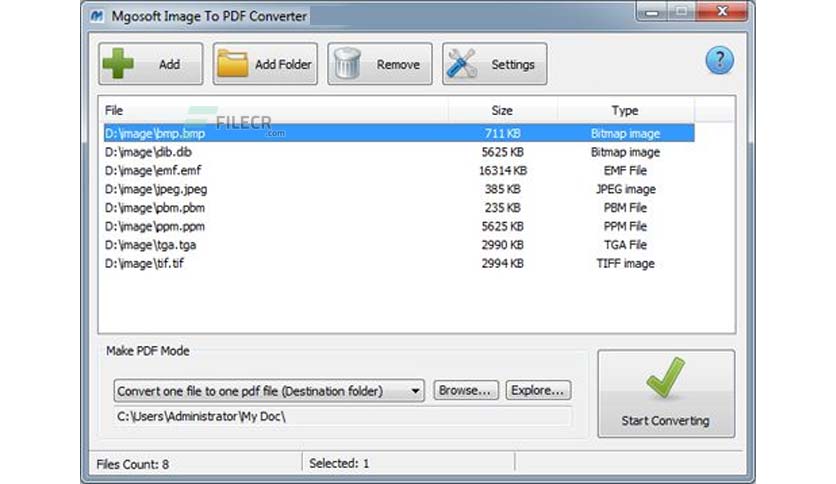 Mgosoft Image To PDF Converter
Add Add Folder Remove Settings ?
File Size Type
FILECR .com
D:\image\bmp.bmp 711 KB Bitmap image
D:\image\dib.dib 5625 KB Bitmap image
D:\image\emf.emf 16314 KB EMF File
D:\image\jpeg.jpeg 385 KB JPEG image
D:\image\pbm.pbm 235 KB PBM File
D:\image\ppm.ppm 5625 KB PPM File
D:\image\tga.tga 2990 KB TGA File
D:\image\tif.tif 2994 KB TIFF image
Make PDF Mode
Convert one file to one pdf file (Destination folder) Browse... Explore...
C:\Users\Administrator\My Doc\
Start Converting
Files Count: 8 Selected: 1